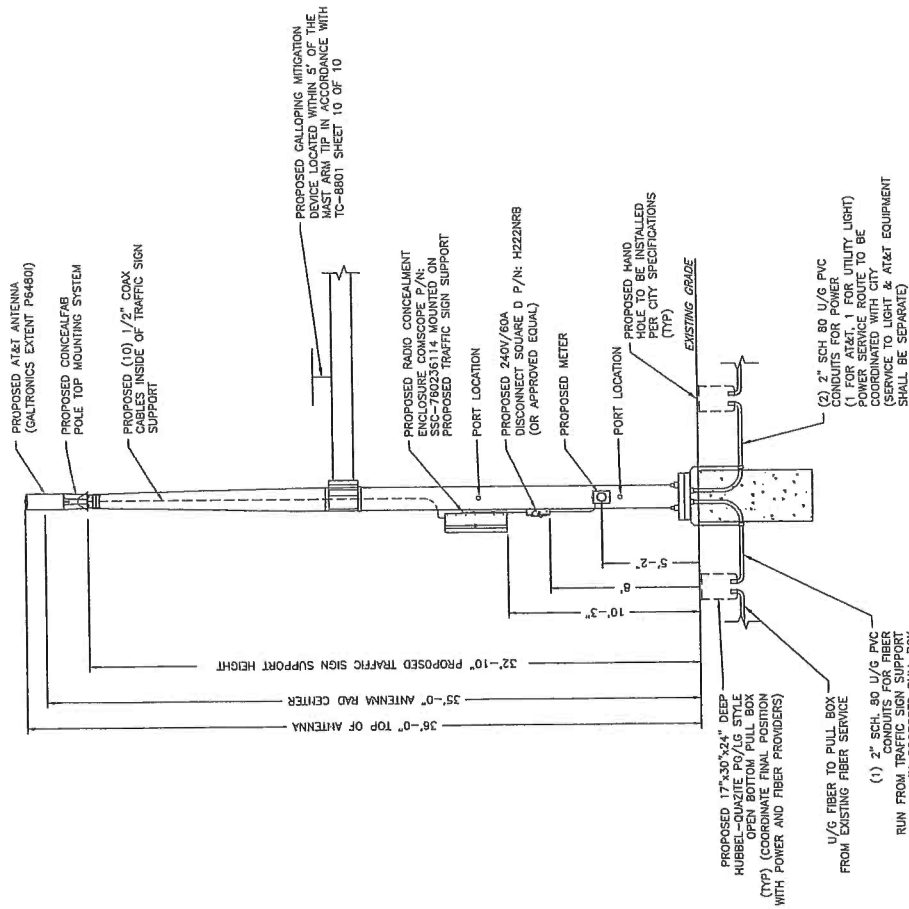 PROPOSED AT&T ANTENNA
(GALTRONICS EXTENT P6480I)
PROPOSED CONCEALFAB
POLE TOP MOUNTING SYSTEM
PROPOSED (10) 1/2" COAX
CABLES INSIDE OF TRAFFIC SIGN
SUPPORT
PROPOSED GALLOPING MITIGATION
DEVICE LOCATED WITHIN 5' OF THE
MAST ARM TIP IN ACCORDANCE WITH
TC-8801 SHEET 10 OF 10
PROPOSED RADIO CONCEALMENT
ENCLOSURE COMSCOPE P/N:
SSC-760236114 MOUNTED ON
PROPOSED TRAFFIC SIGN SUPPORT
PORT LOCATION
PROPOSED 240V/60A
DISCONNECT SQUARE D P/N: H222NRB
(OR APPROVED EQUAL)
PROPOSED METER
PORT LOCATION
PROPOSED HAND
HOLE TO BE INSTALLED
PER CITY SPECIFICATIONS
(TYP)
EXISTING GRADE
(2) 2" SCH 80 U/G PVC
CONDUITS FOR POWER
(1 FOR AT&T, 1 FOR UTILITY LIGHT)
POWER SERVICE ROUTE TO BE
COORDINATED WITH CITY
(SERVICE TO LIGHT & AT&T EQUIPMENT
SHALL BE SEPARATE)
36'-0" TOP OF ANTENNA
35'-0" ANTENNA RAD CENTER
32'-10" PROPOSED TRAFFIC SIGN SUPPORT HEIGHT
10'-3"
8'
5'-2"
PROPOSED 17"x30"x24" DEEP
HUBBEL-QUAZITE PG/LG STYLE
OPEN BOTTOM PULL BOX
(TYP) (COORDINATE FINAL POSITION
WITH POWER AND FIBER PROVIDERS)
U/G FIBER TO PULL BOX
FROM EXISTING FIBER SERVICE
(1) 2" SCH. 80 U/G PVC
CONDUITS FOR FIBER
RUN FROM TRAFFIC SIGN SUPPORT